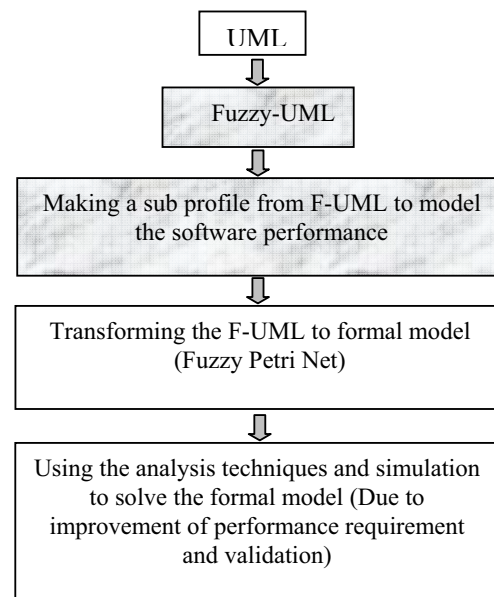 UML
Fuzzy-UML
Making a sub profile from F-UML to model
the software performance
Transforming the F-UML to formal model
(Fuzzy Petri Net)
Using the analysis techniques and simulation
to solve the formal model (Due to
improvement of performance requirement
and validation)